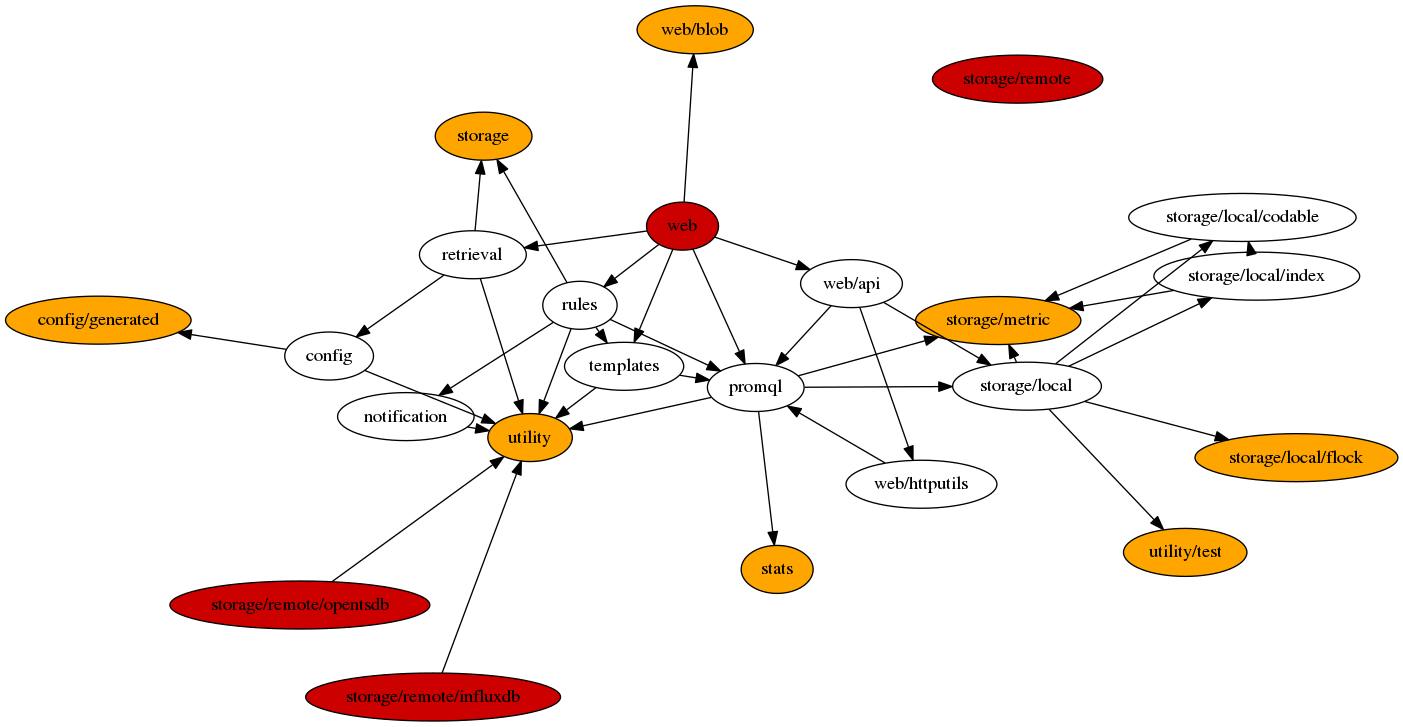 web/blob
storage/remote
storage
storage/local/codable
web
retrieval
storage/local/index
web/api
rules
config/generated
storage/metric
config
templates
storage/local
promql
notification
utility
storage/local/flock
web/httputils
utility/test
stats
storage/remote/opentsdb
storage/remote/influxdb